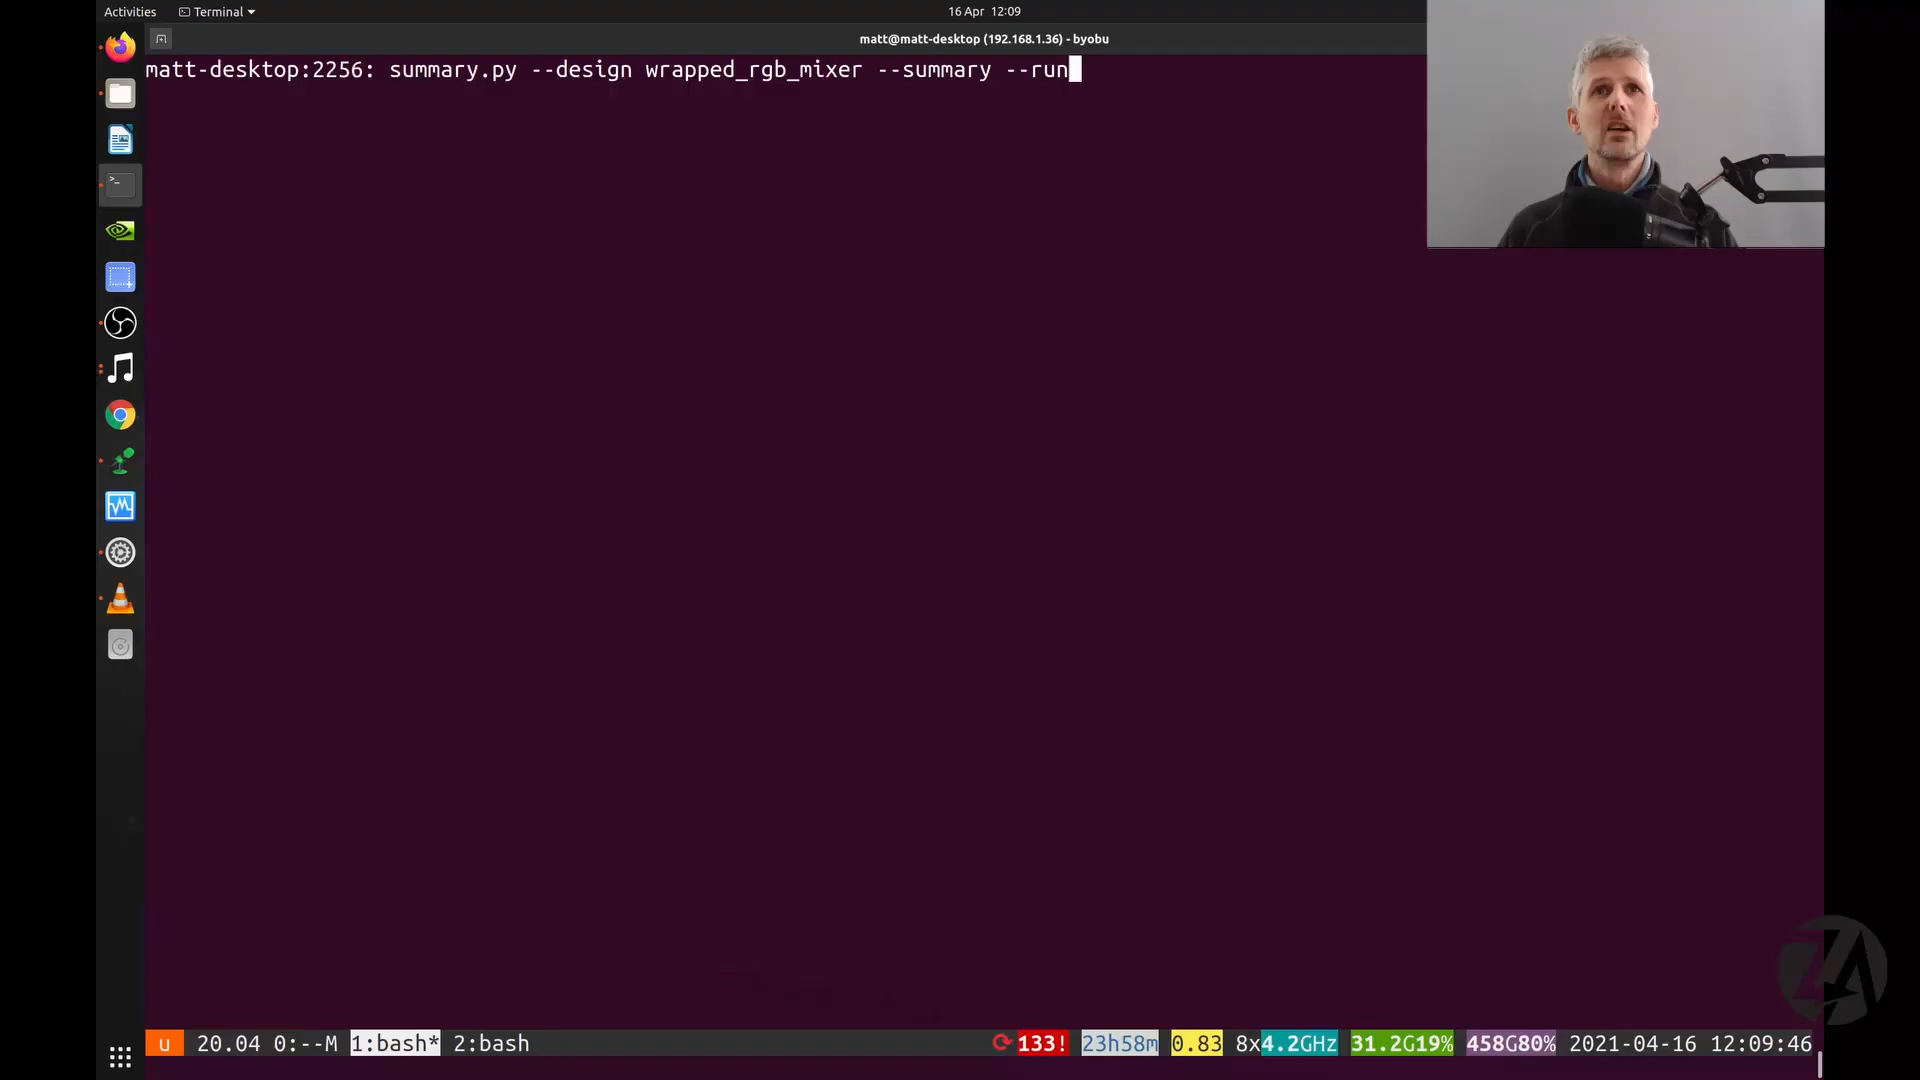 Activities Terminal 16 Apr 12:09
matt@matt-desktop (192.168.1.36) - byobu
matt-desktop:2256: summary.py --design wrapped_rgb_mixer --summary --run
u 20.04 0:--M 1:bash* 2:bash 133! 23h58m 0.83 8x4.2GHz 31.2G19% 458G80% 2021-04-16 12:09:46